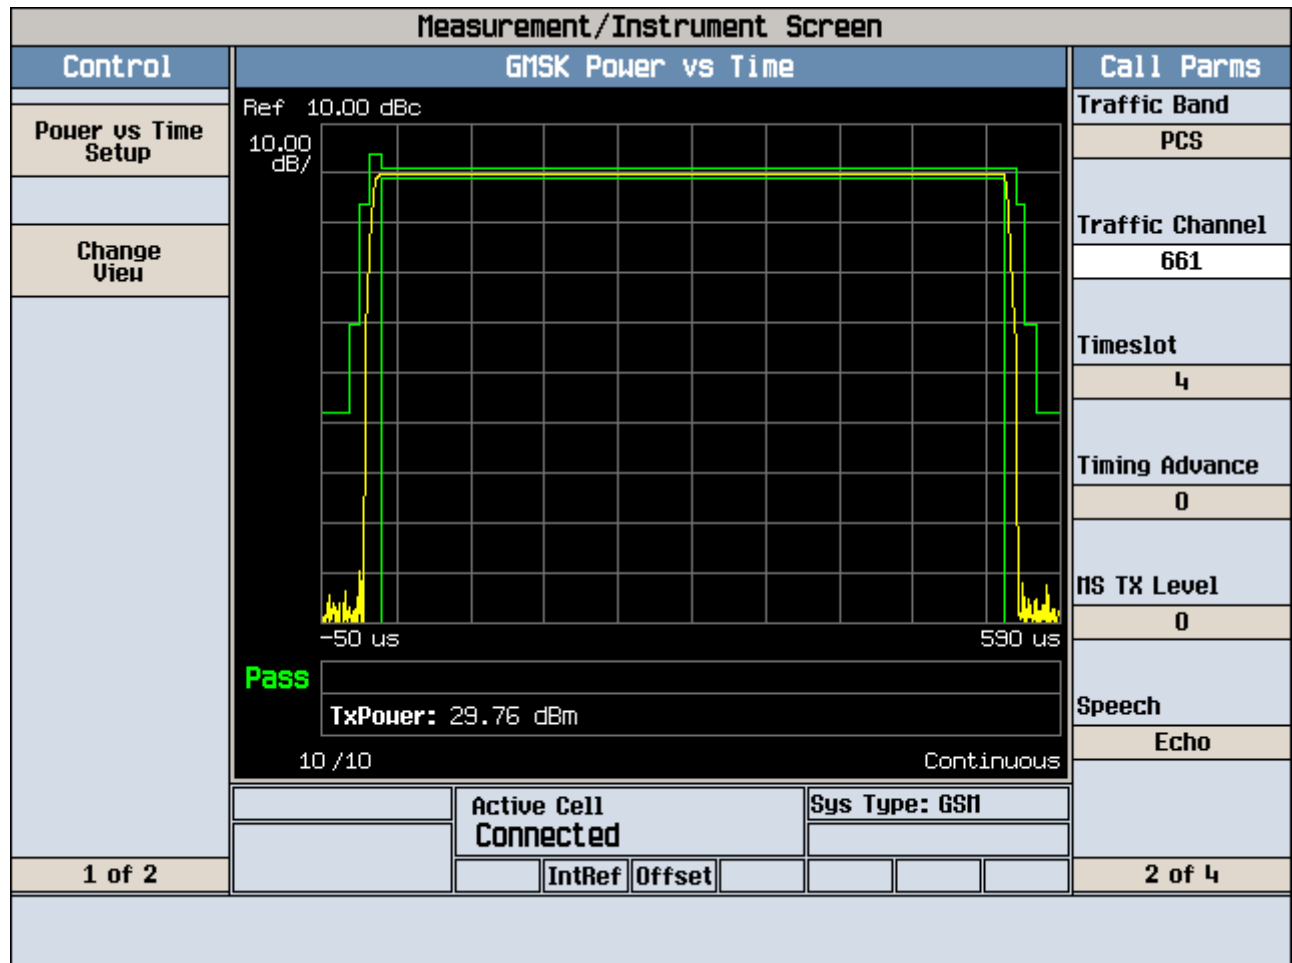 Measurement/Instrument Screen
Control
GMSK Power vs Time
Call Parms
Power vs Time
Setup
Change
View
1 of 2
Ref 10.00 dBc
10.00
dB/
-50 us
590 us
Pass
TxPower: 29.76 dBm
10/10
Continuous
Active Cell
Connected
Sys Type: GSM
IntRef
Offset
Traffic Band
PCS
Traffic Channel
661
Timeslot
4
Timing Advance
0
MS TX Level
0
Speech
Echo
2 of 4